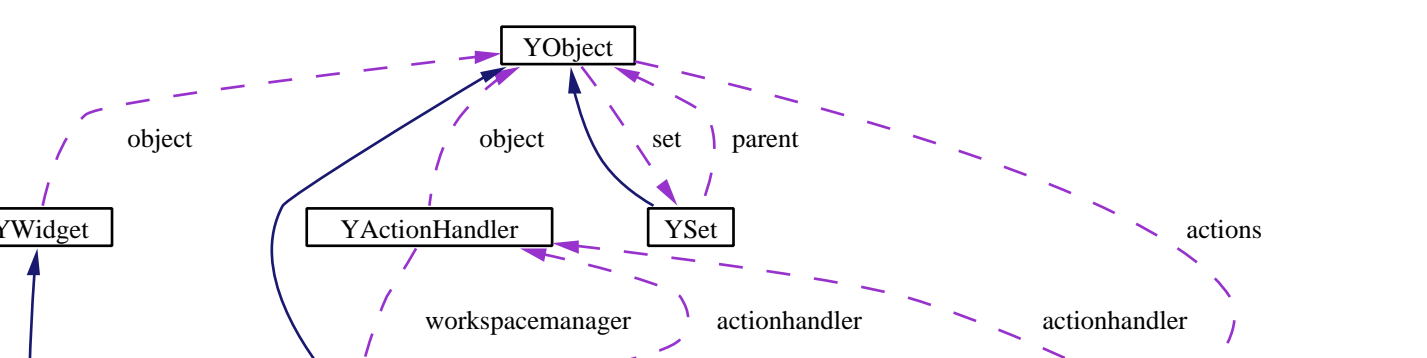 YObject
object
object
set
parent
YWidget
YActionHandler
YSet
actions
workspacemanager
actionhandler
actionhandler